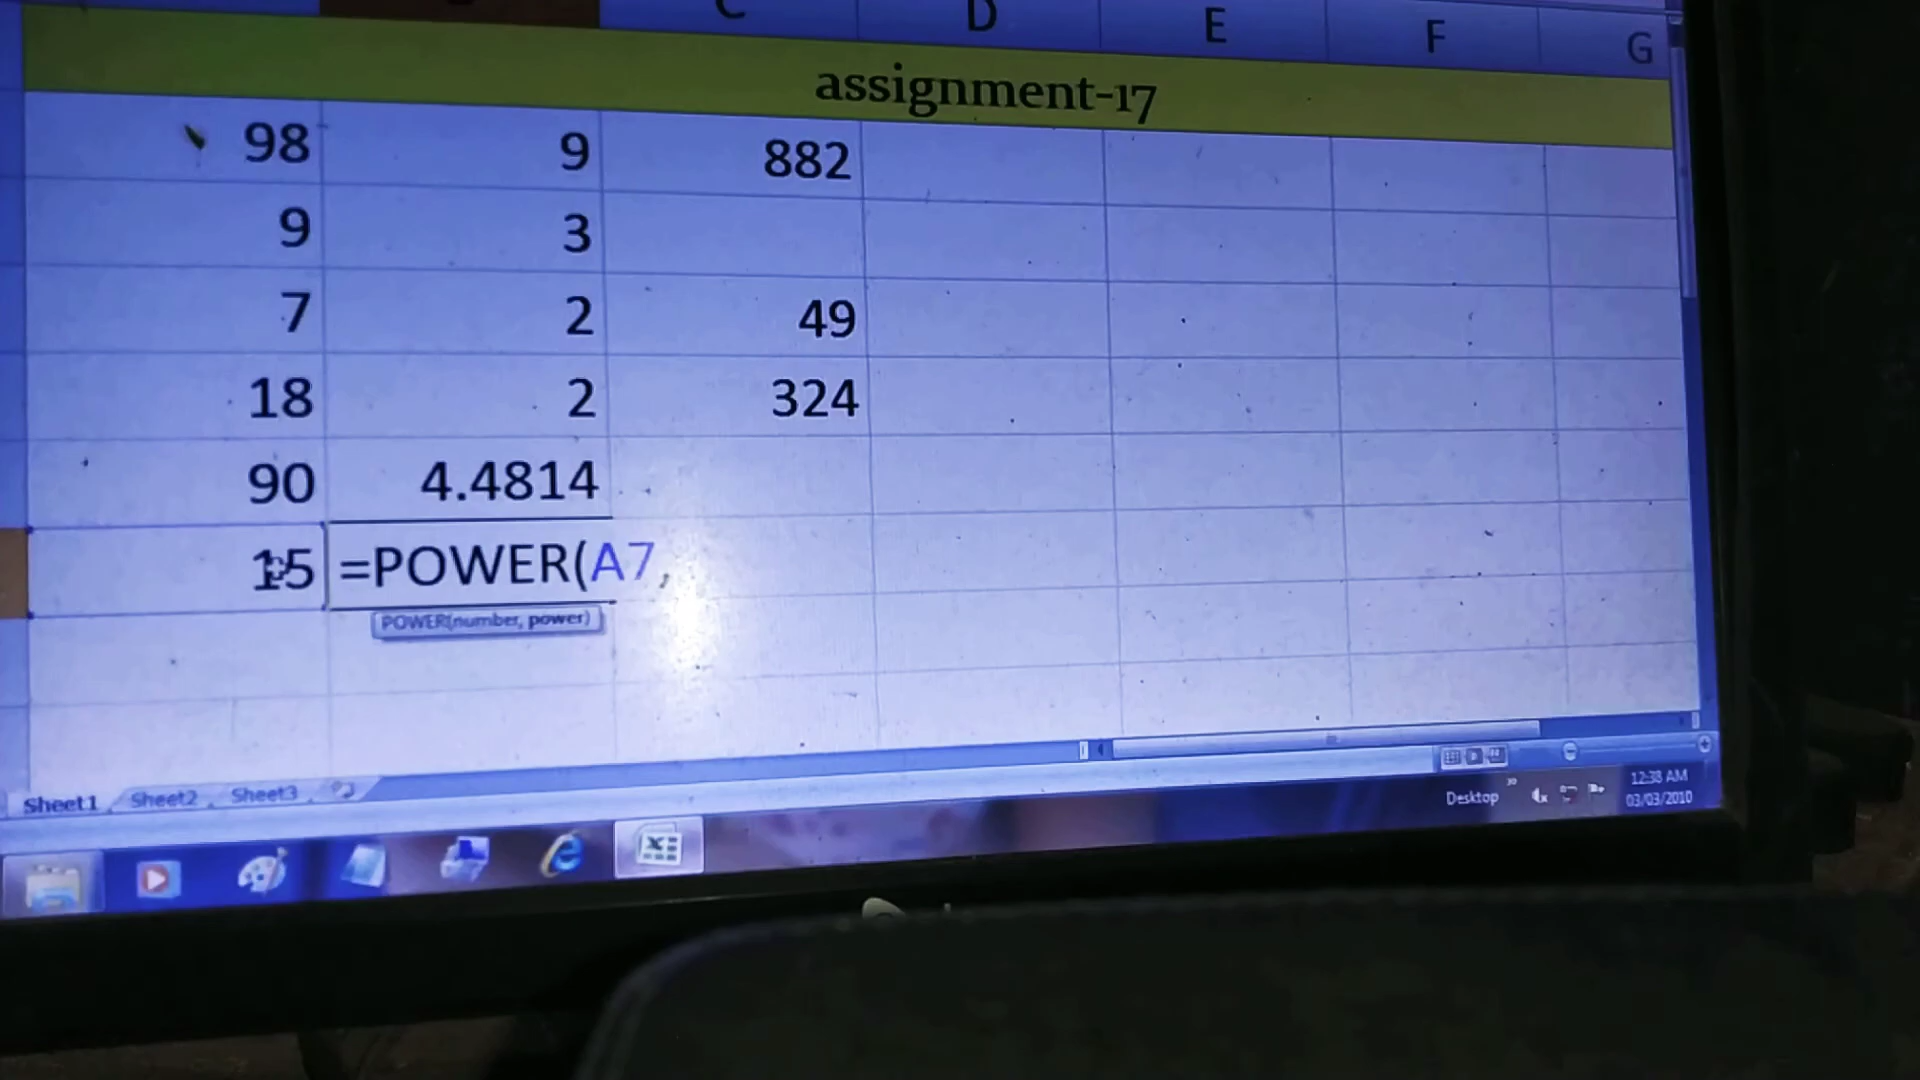 C D E F G
assignment-17
98 9 882
9 3
7 2 49
18 2 324
90 4.4814
15 =POWER(A7,
POWER(number, power)
Sheet1 Sheet2 Sheet3
Desktop
12:38 AM
03/03/2010